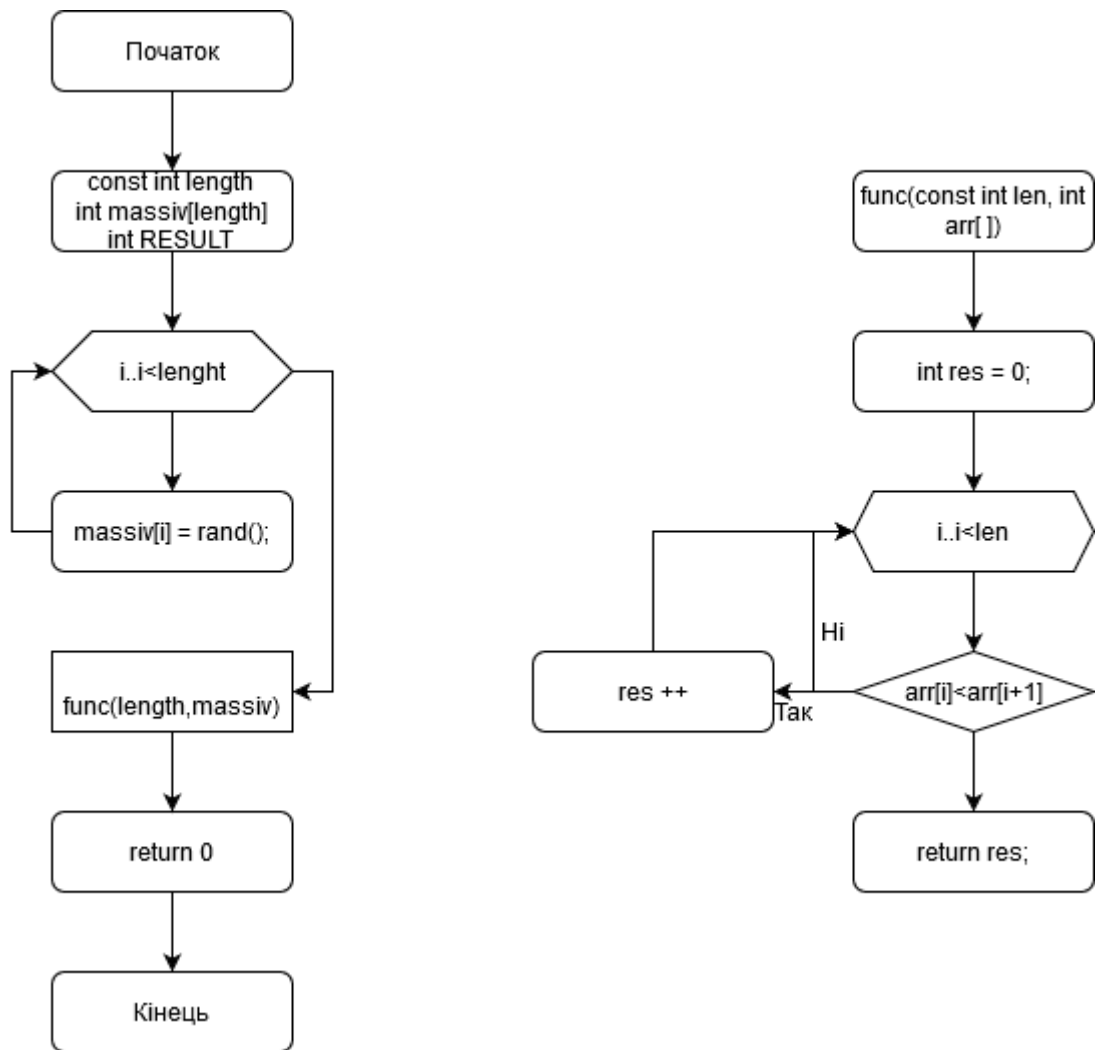 Початок
const int length
int massiv[length]
int RESULT
i..i<lenght
massiv[i] = rand();
func(length,massiv)
return 0
Кінець
func(const int len, int
arr[ ])
int res = 0;
i..i<len
Ні
arr[i]<arr[i+1]
Так
res ++
return res;